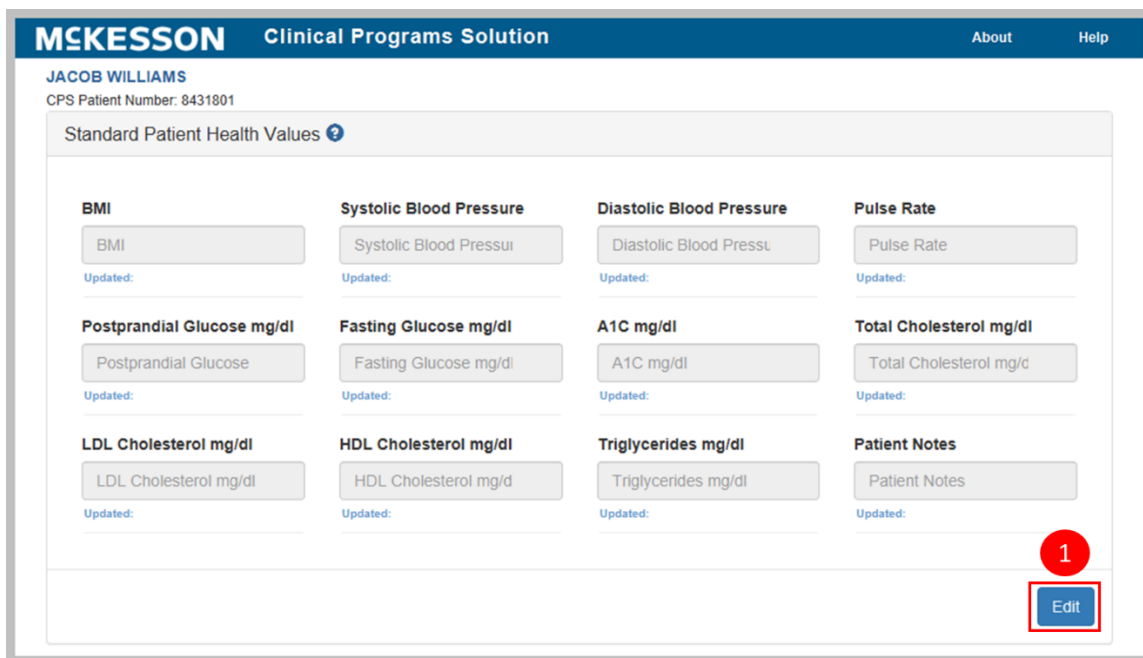 MCKESSON Clinical Programs Solution About Help
JACOB WILLIAMS
CPS Patient Number: 8431801
Standard Patient Health Values ?
BMI Systolic Blood Pressure Diastolic Blood Pressure Pulse Rate
BMI Systolic Blood Pressur Diastolic Blood Pressu Pulse Rate
Updated: Updated: Updated: Updated:
Postprandial Glucose mg/dl Fasting Glucose mg/dl A1C mg/dl Total Cholesterol mg/dl
Postprandial Glucose Fasting Glucose mg/dl A1C mg/dl Total Cholesterol mg/d
Updated: Updated: Updated: Updated:
LDL Cholesterol mg/dl HDL Cholesterol mg/dl Triglycerides mg/dl Patient Notes
LDL Cholesterol mg/dl HDL Cholesterol mg/d Triglycerides mg/dl Patient Notes
Updated: Updated: Updated: Updated:
1
Edit